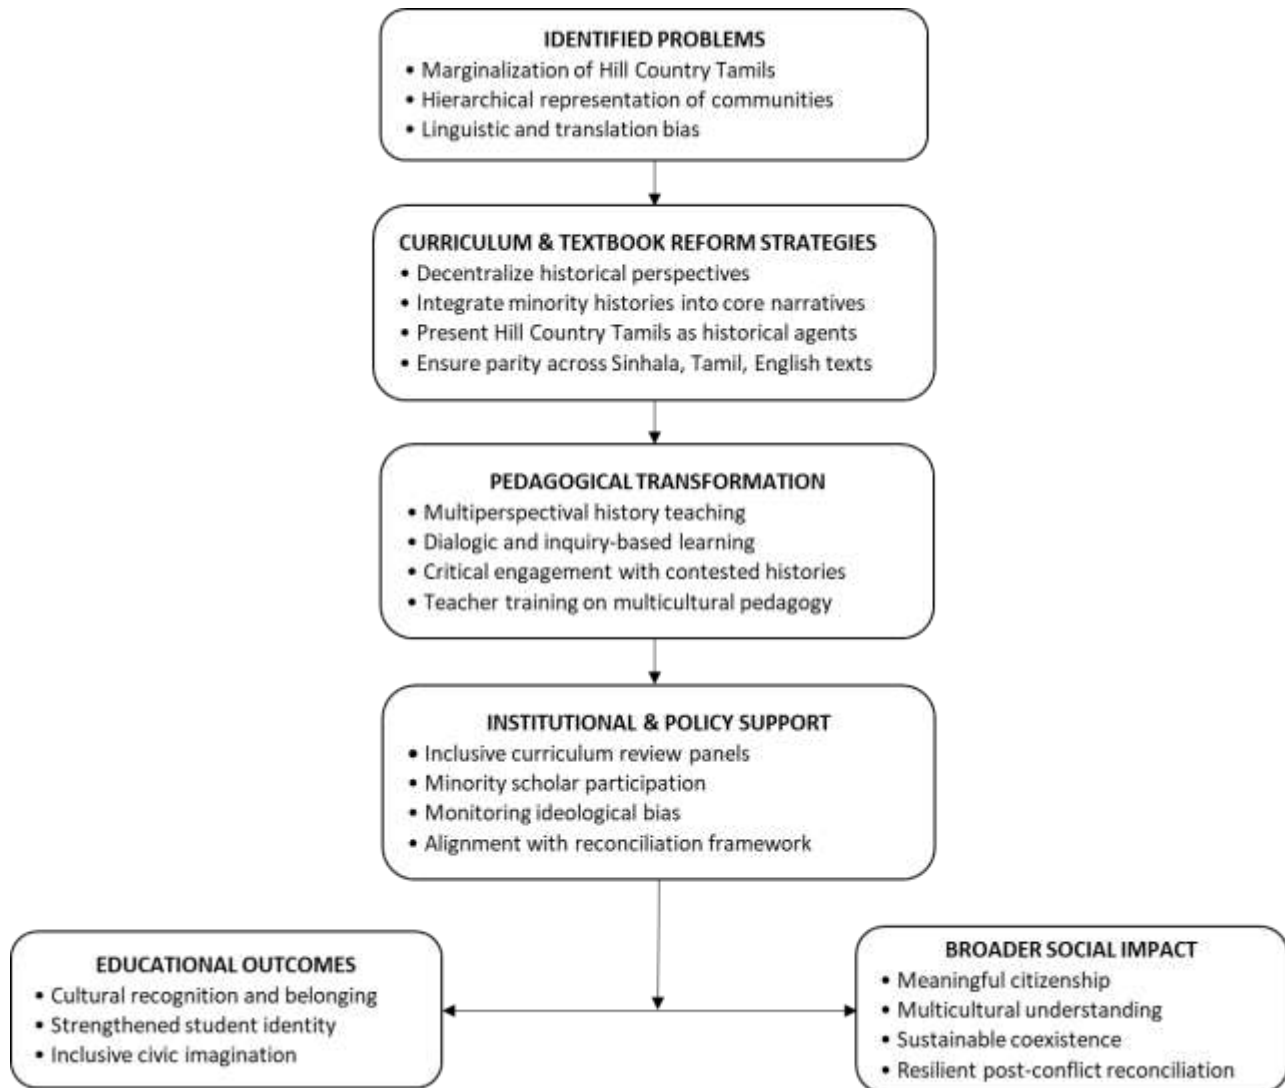 IDENTIFIED PROBLEMS
• Marginalization of Hill Country Tamils
• Hierarchical representation of communities
• Linguistic and translation bias
CURRICULUM & TEXTBOOK REFORM STRATEGIES
• Decentralize historical perspectives
• Integrate minority histories into core narratives
• Present Hill Country Tamils as historical agents
• Ensure parity across Sinhala, Tamil, English texts
PEDAGOGICAL TRANSFORMATION
• Multiperspectival history teaching
• Dialogic and inquiry-based learning
• Critical engagement with contested histories
• Teacher training on multicultural pedagogy
INSTITUTIONAL & POLICY SUPPORT
• Inclusive curriculum review panels
• Minority scholar participation
• Monitoring ideological bias
• Alignment with reconciliation framework
EDUCATIONAL OUTCOMES
• Cultural recognition and belonging
• Strengthened student identity
• Inclusive civic imagination
BROADER SOCIAL IMPACT
• Meaningful citizenship
• Multicultural understanding
• Sustainable coexistence
• Resilient post-conflict reconciliation